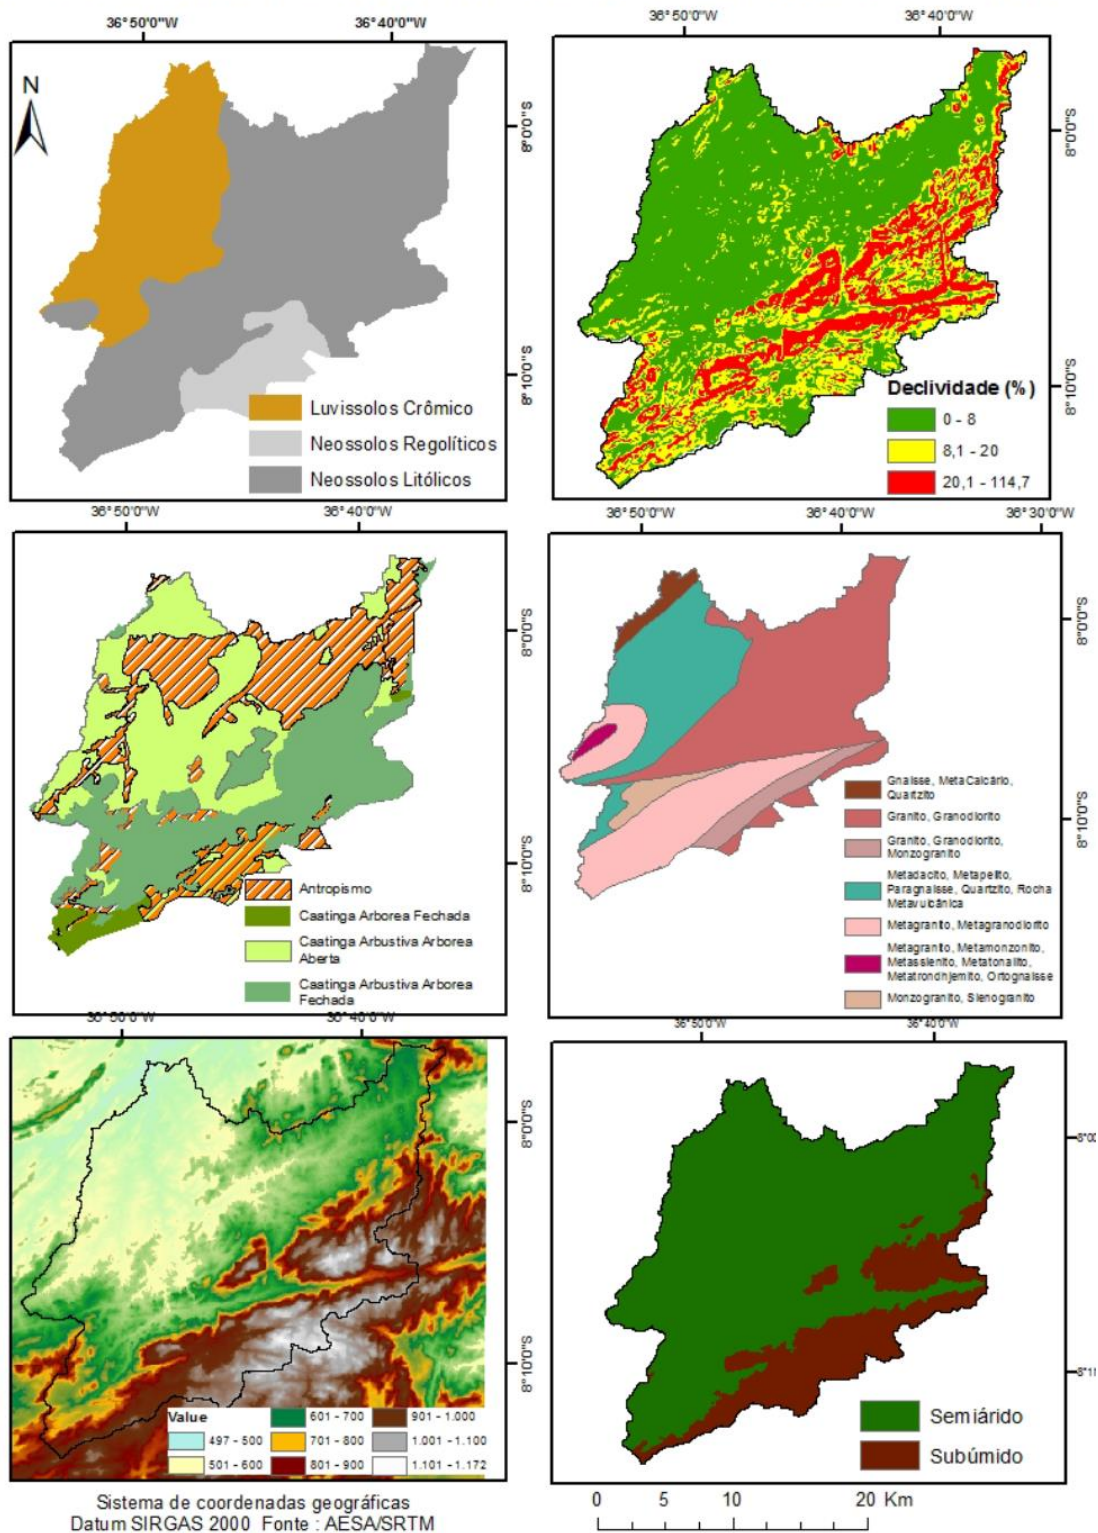 36°50'0"W
36°40'0"W
36°50'0"W
36°40'0"W
N
8°0'0"S
8°10'0"S
Luvissolos Crômico
Neossolos Regolíticos
Neossolos Litólicos
8°0'0"S
8°10'0"S
Declividade (%)
0 - 8
8,1 - 20
20,1 - 114,7
36°50'0"W
36°40'0"W
36°50'0"W
36°40'0"W
36°30'0"W
8°0'0"S
8°10'0"S
Antropismo
Caatinga Arborea Fechada
Caatinga Arbustiva Arborea
Aberta
Caatinga Arbustiva Arborea
Fechada
8°0'0"S
8°10'0"S
Gnaisse, MetaCalcário,
Quartzito
Granito, Granodiorito
Granito, Granodiorito,
Monzogranito
Metadacito, Metapelito,
Paragnaisse, Quartzito, Rocha
Metavulcânica
Metagranito, Metagranodiorito
Metagranito, Metamonzonito,
Metassienito, Metatonalito,
Metatrondhjemito, Ortognaisse
Monzogranito, Sienogranito
36°50'0"W
36°40'0"W
36°50'0"W
36°40'0"W
8°0'0"S
8°10'0"S
Value
497 - 500
501 - 600
601 - 700
701 - 800
801 - 900
901 - 1.000
1.001 - 1.100
1.101 - 1.172
8°00
8°1
Semiárido
Subúmido
Sistema de coordenadas geográficas
Datum SIRGAS 2000 Fonte : AESA/SRTM
0 5 10 20 Km